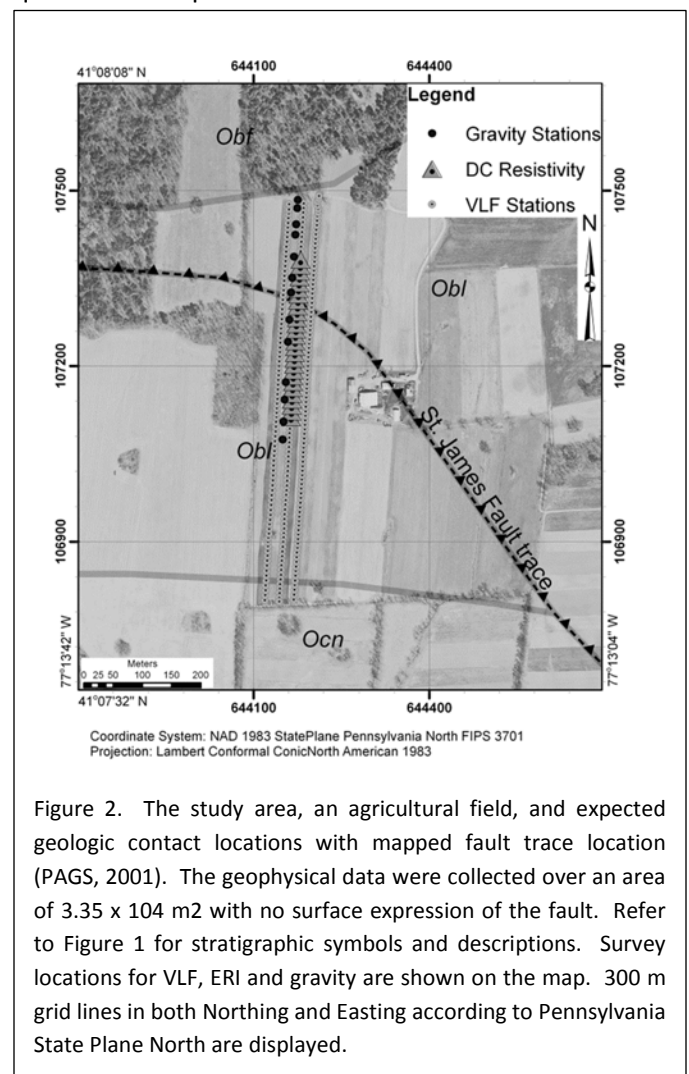 41°08'08" N
644100
644400
Legend
Gravity Stations
DC Resistivity
VLF Stations
N
Obf
107500
107500
Obl
107200
107200
St. James Fault trace
Obl
106900
106900
Ocn
77°13'42" W
77°13'04" W
Meters
0 25 50 100 150 200
41°07'32" N
644100
644400
Coordinate System: NAD 1983 StatePlane Pennsylvania North FIPS 3701
Projection: Lambert Conformal ConicNorth American 1983
Figure 2. The study area, an agricultural field, and expected
geologic contact locations with mapped fault trace location
(PAGS, 2001). The geophysical data were collected over an area
of 3.35 x 104 m2 with no surface expression of the fault. Refer
to Figure 1 for stratigraphic symbols and descriptions. Survey
locations for VLF, ERI and gravity are shown on the map. 300 m
grid lines in both Northing and Easting according to Pennsylvania
State Plane North are displayed.